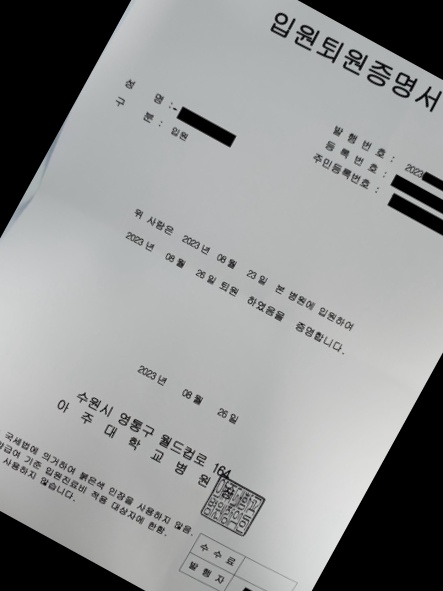 입원퇴원증명서
발 행 번 호 : 2023
등 록 번 호 :
주민등록번호 :
성 명 :
구 분 : 입원
위 사람은 2023 년 08 월 23 일 본 병원에 입원하여
2023 년 08 월 26 일 퇴원 하였음을 증명합니다.
2023 년 08 월 26 일
수원시 영통구 월드컵로 164
아 주 대 학 교 병 원
국세법에 의거하여 붉은색 인장을 사용하지 않음.
기준 입원진료비 적용 대상자에 한함.
사용하지 않습니다.
수 수 료
발 행 자